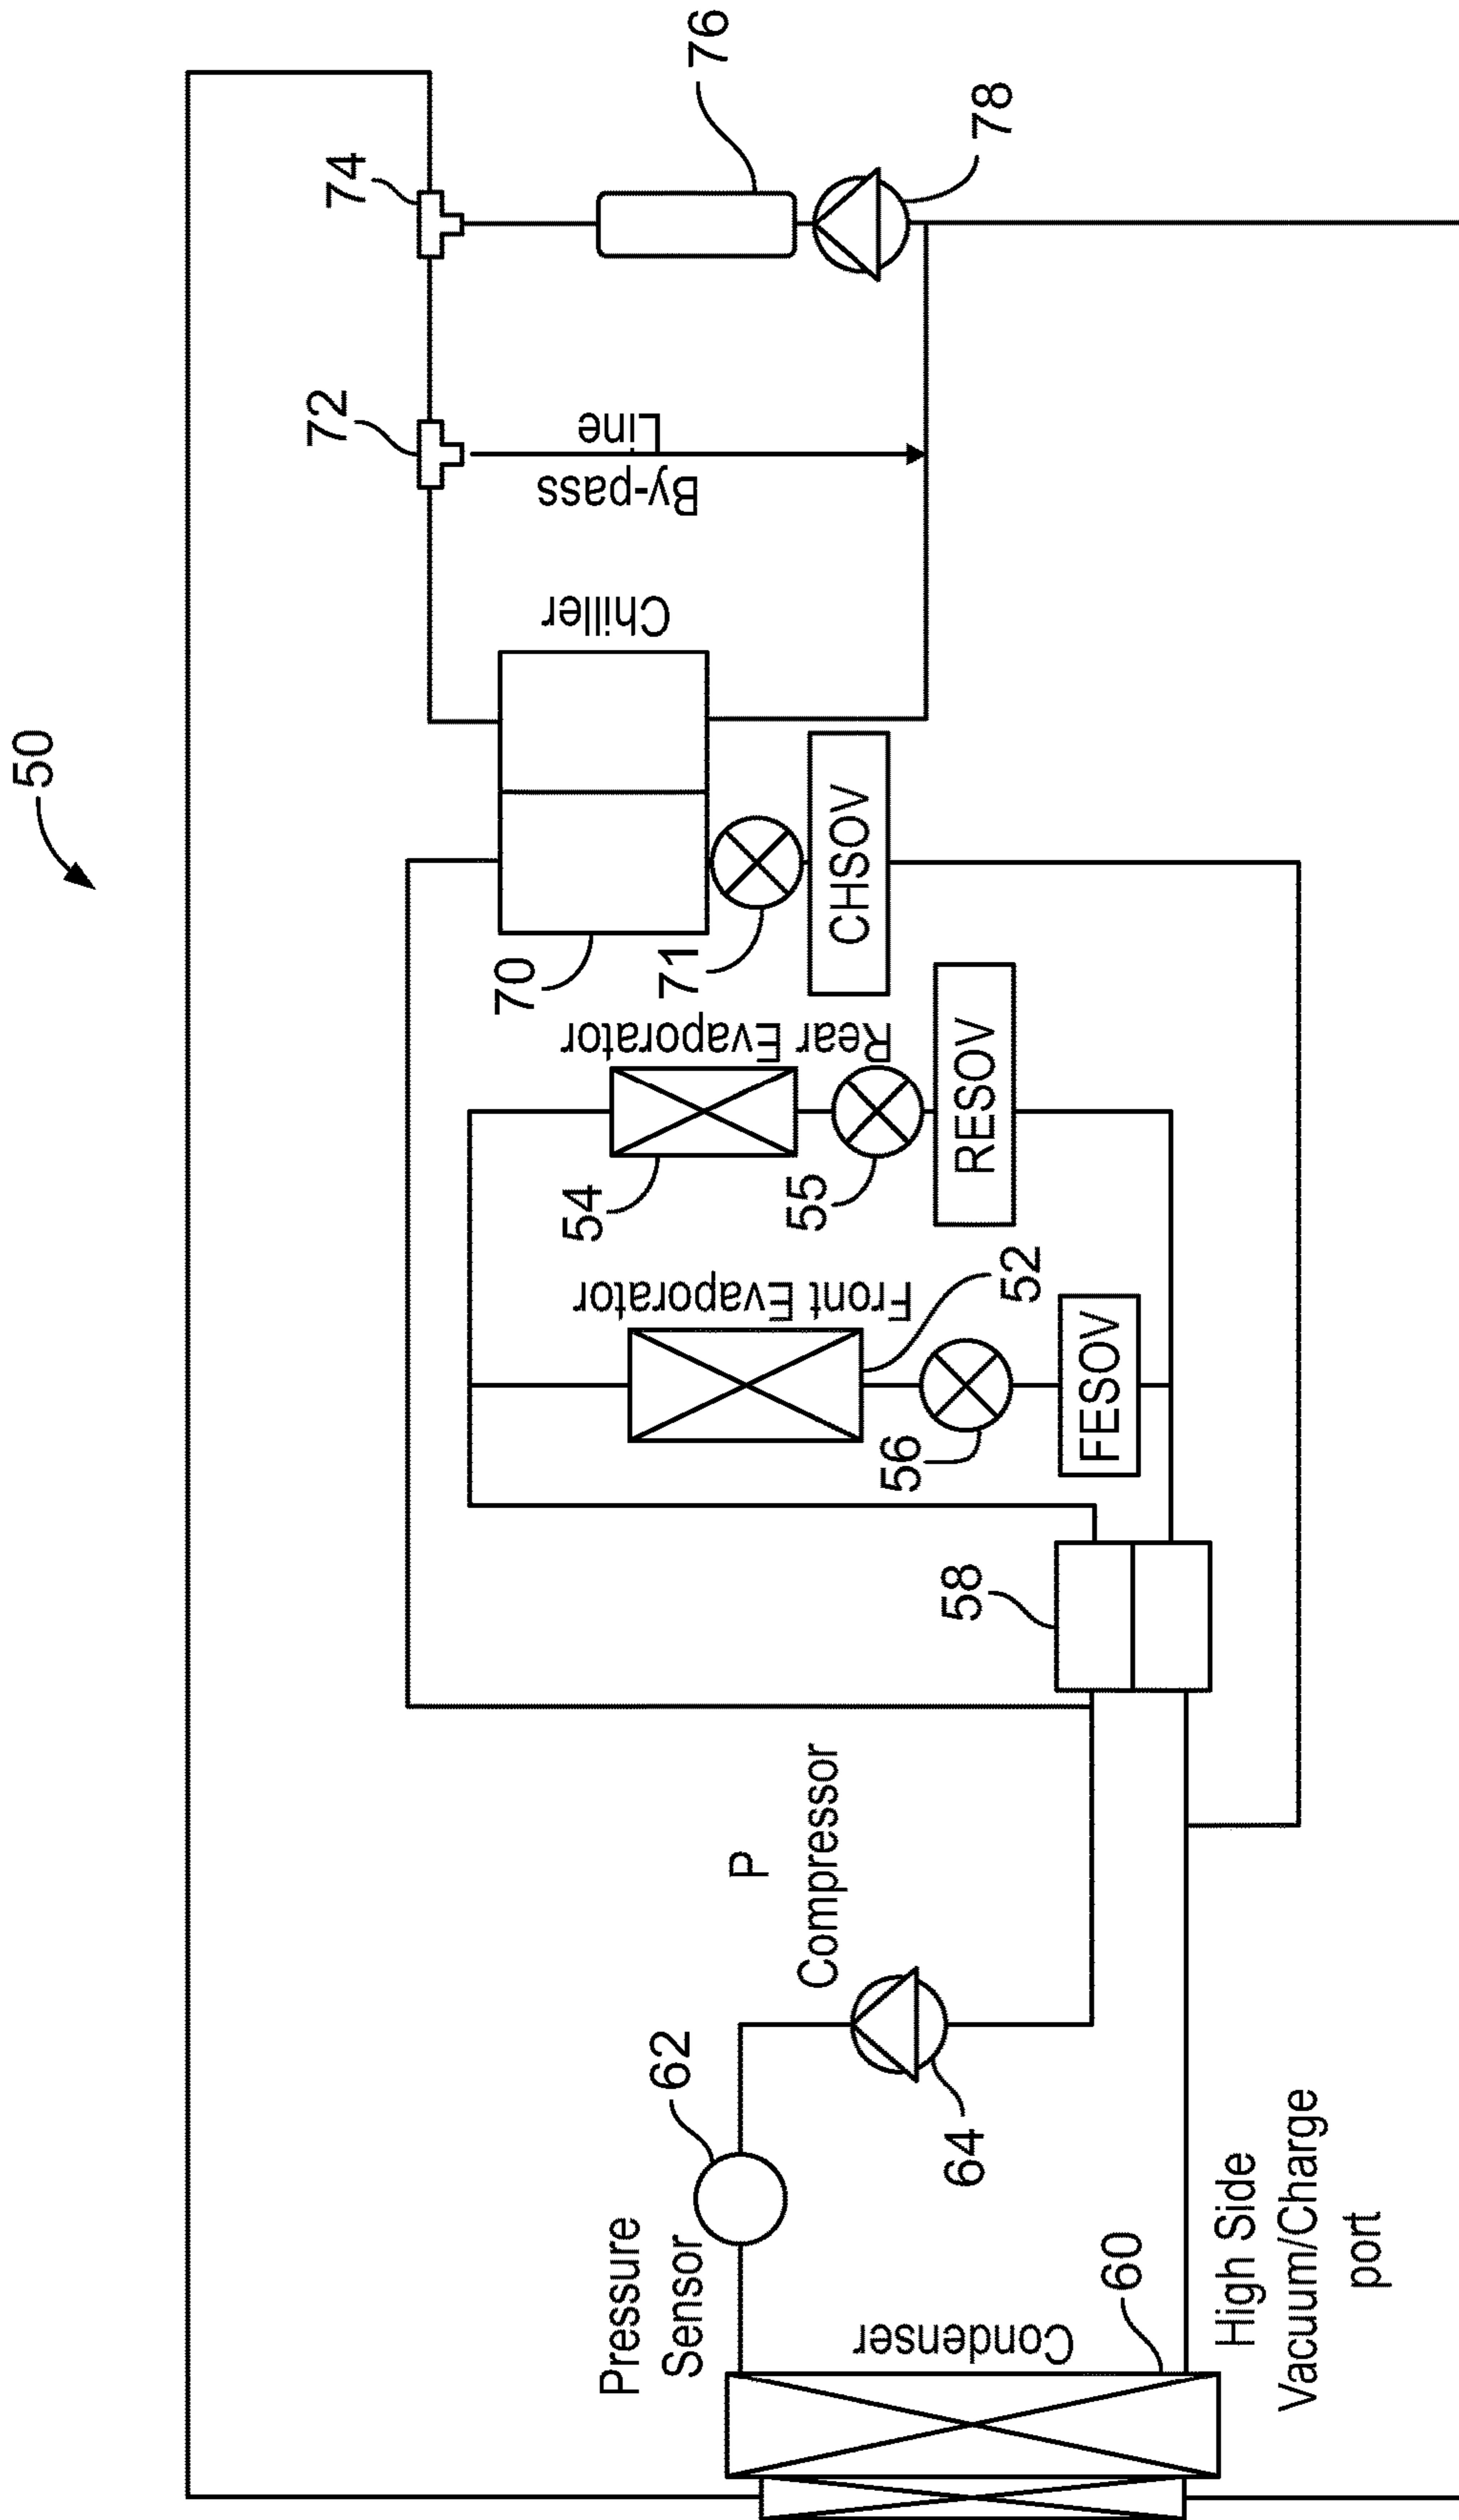 50
74
76
78
72
By-pass
Line
Chiller
70
71
CHSOV
Rear Evaporator
54
55
RESOV
Front Evaporator
52
56
FESOV
58
P
Compressor
64
62
Pressure
Sensor
Condenser
60
High Side
Vacuum/Charge
port